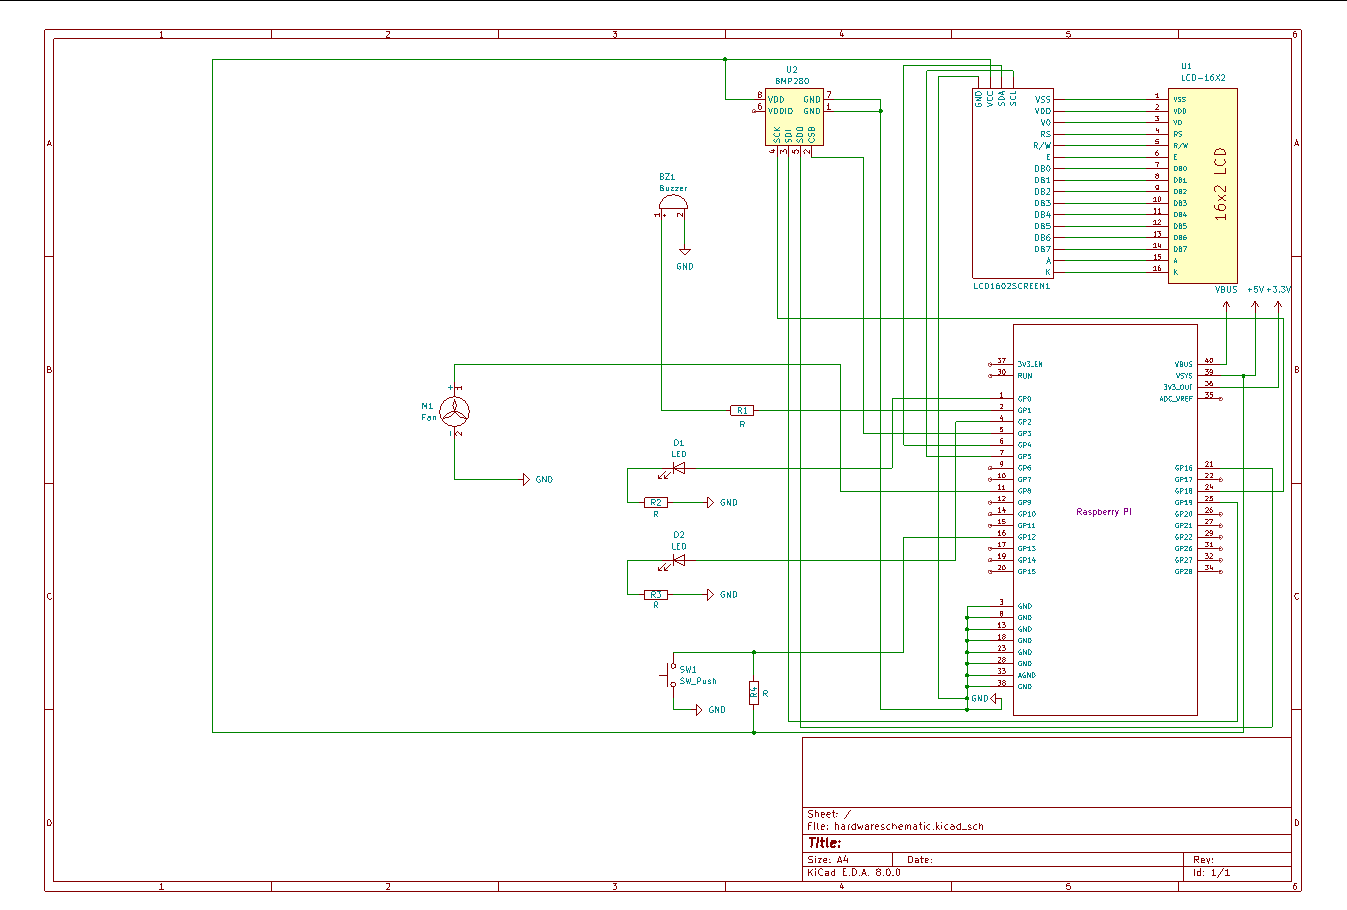 1 2 3 4 5 6
A
B
C
D
A
B
C
D
U2
BMP280
8 VDD
6 VDDIO
GND 7
GND 1
SCK SDI SDO CSB
4 3 5 2
BZ1
Buzzer
1 + 2
GND
GND VCC SDA SCL
VSS
VDD
V0
RS
R/W
E
DB0
DB1
DB2
DB3
DB4
DB5
DB6
DB7
A
K
LCD1602SCREEN1
U1
LCD-16X2
1 VSS
2 VDD
3 VO
4 RS
5 R/W
6 E
7 DB0
8 DB1
9 DB2
10 DB3
11 DB4
12 DB5
13 DB6
14 DB7
15 A
16 K
16x2 LCD
VBUS +5V +3.3V
M1
Fan
+ 1
- 2
GND
R1
R
D1
LED
R2
R
GND
D2
LED
R3
R
GND
SW1
SW_Push
GND
R4
R
37 3V3_EN
30 RUN
1 GP0
2 GP1
4 GP2
5 GP3
6 GP4
7 GP5
9 GP6
10 GP7
11 GP8
12 GP9
14 GP10
15 GP11
16 GP12
17 GP13
19 GP14
20 GP15
3 GND
8 GND
13 GND
18 GND
23 GND
28 GND
33 AGND
38 GND
GND
Raspberry Pi
VBUS 40
VSYS 39
3V3_OUT 36
ADC_VREF 35
GP16 21
GP17 22
GP18 24
GP19 25
GP20 26
GP21 27
GP22 29
GP26 31
GP27 32
GP28 34
Sheet: /
File: hardwareschematic.kicad_sch
Title:
Size: A4 Date: Rev:
KiCad E.D.A. 8.0.0 Id: 1/1
1 2 3 4 5 6